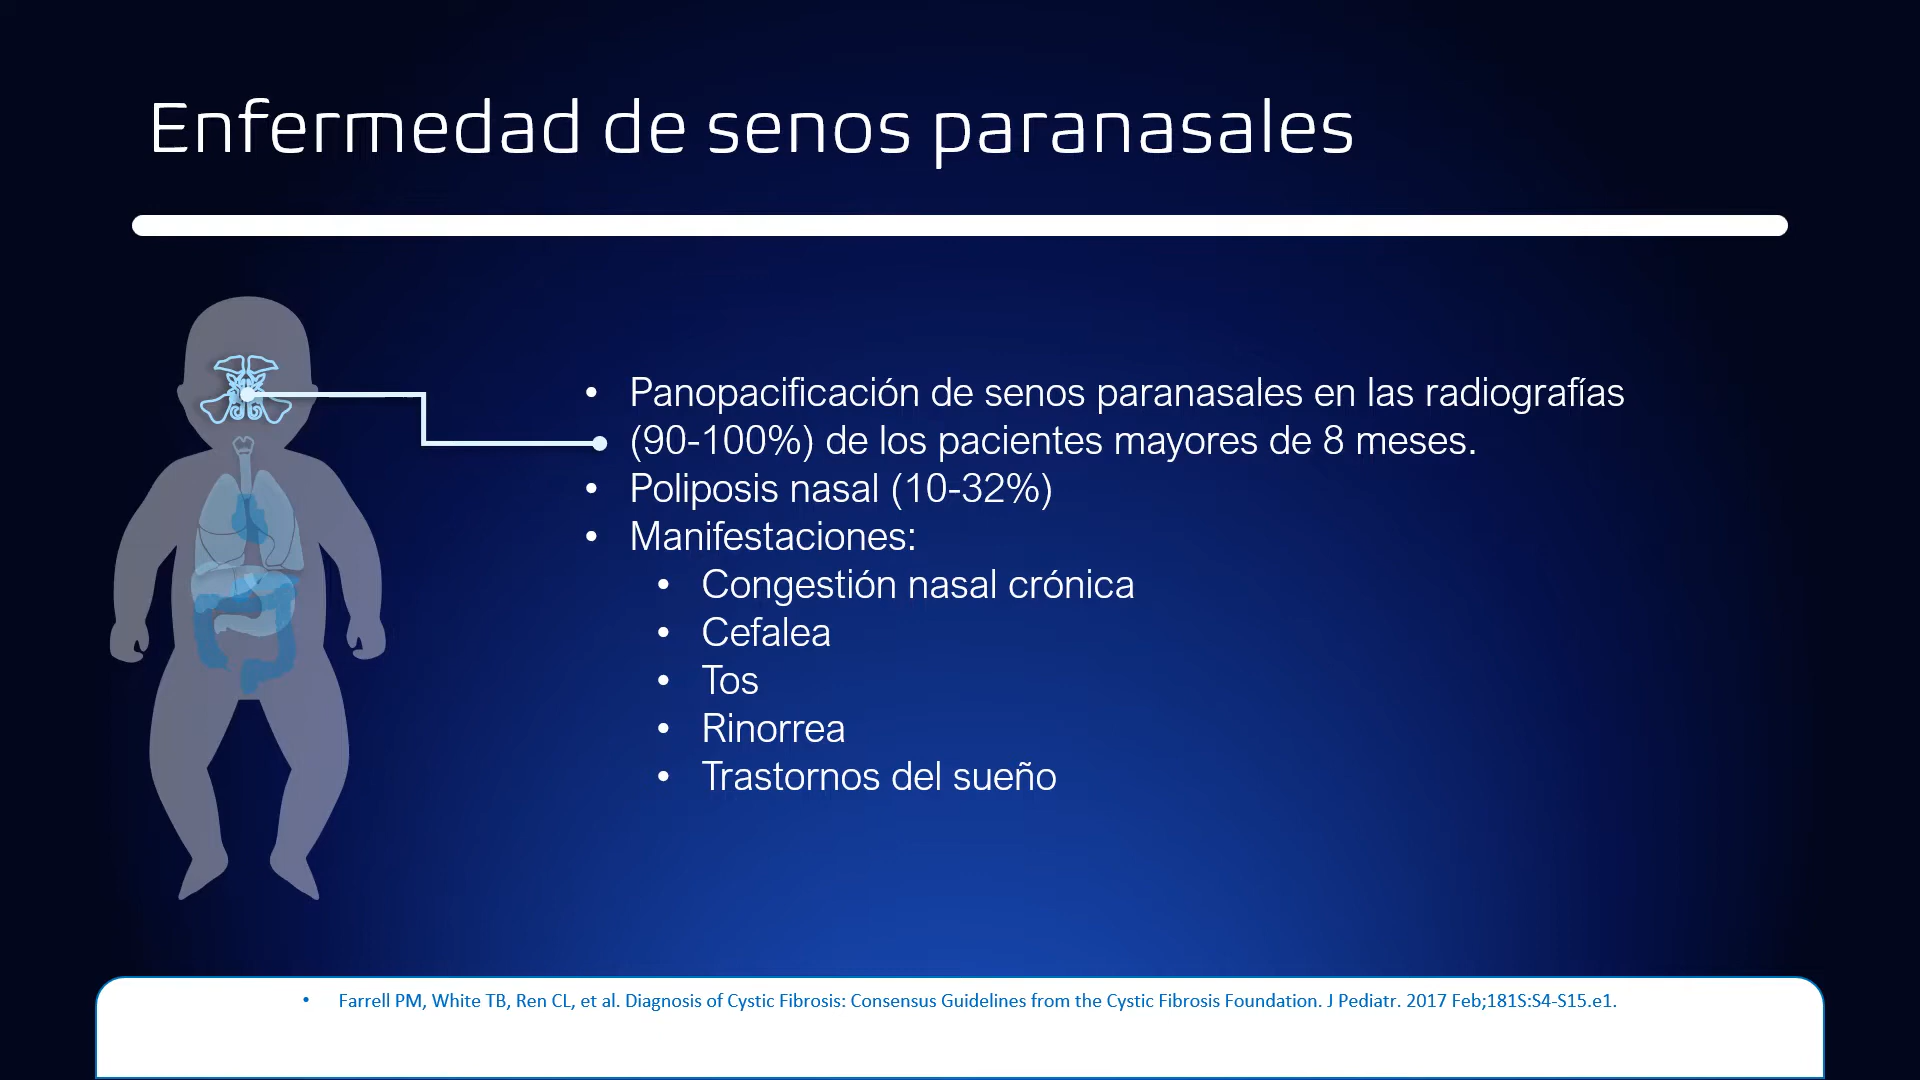 Enfermedad de senos paranasales
• Panopacificación de senos paranasales en las radiografías
(90-100%) de los pacientes mayores de 8 meses.
• Poliposis nasal (10-32%)
• Manifestaciones:
• Congestión nasal crónica
• Cefalea
• Tos
• Rinorrea
• Trastornos del sueño
• Farrell PM, White TB, Ren CL, et al. Diagnosis of Cystic Fibrosis: Consensus Guidelines from the Cystic Fibrosis Foundation. J Pediatr. 2017 Feb;181S:S4-S15.e1.